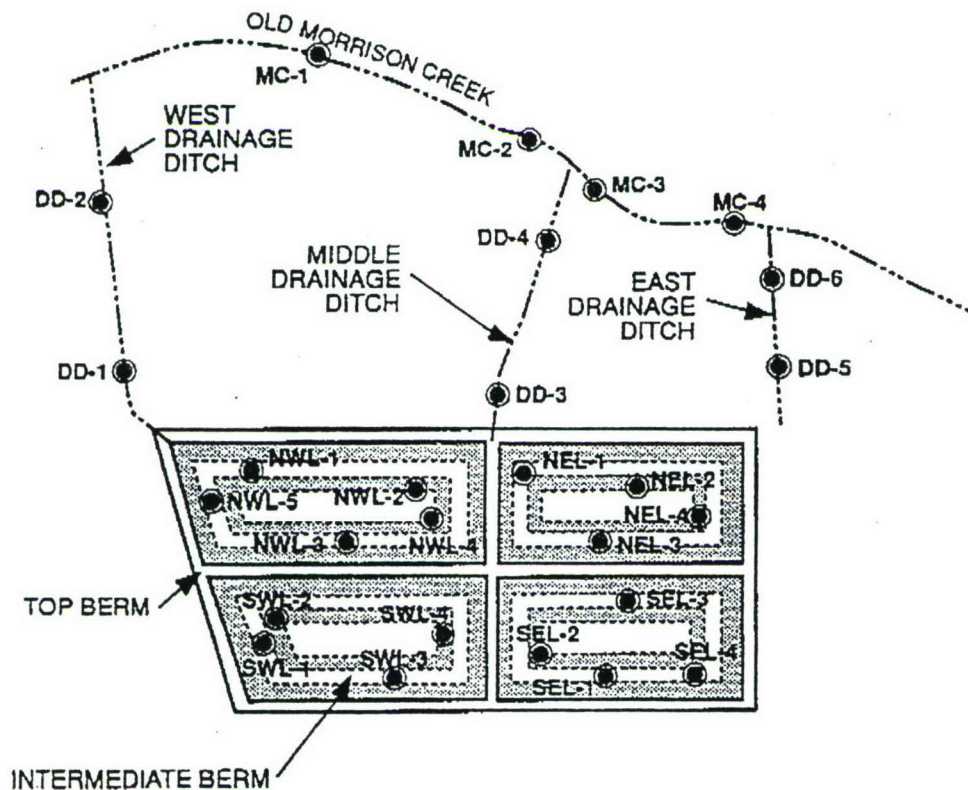 OLD MORRISON CREEK
MC-1
WEST
DRAINAGE
DITCH
MC-2
MC-3
MC-4
DD-2
DD-4
MIDDLE
DRAINAGE
DITCH
EAST
DRAINAGE
DITCH
DD-6
DD-1
DD-5
DD-3
NWL-1
NWL-2
NWL-5
NWL-3
NWL-4
NEL-1
NEL-2
NEL-4
NEL-3
TOP BERM
SWL-2
SWL-4
SWL-1
SWL-3
SEL-3
SEL-2
SEL-4
SEL-1
INTERMEDIATE BERM